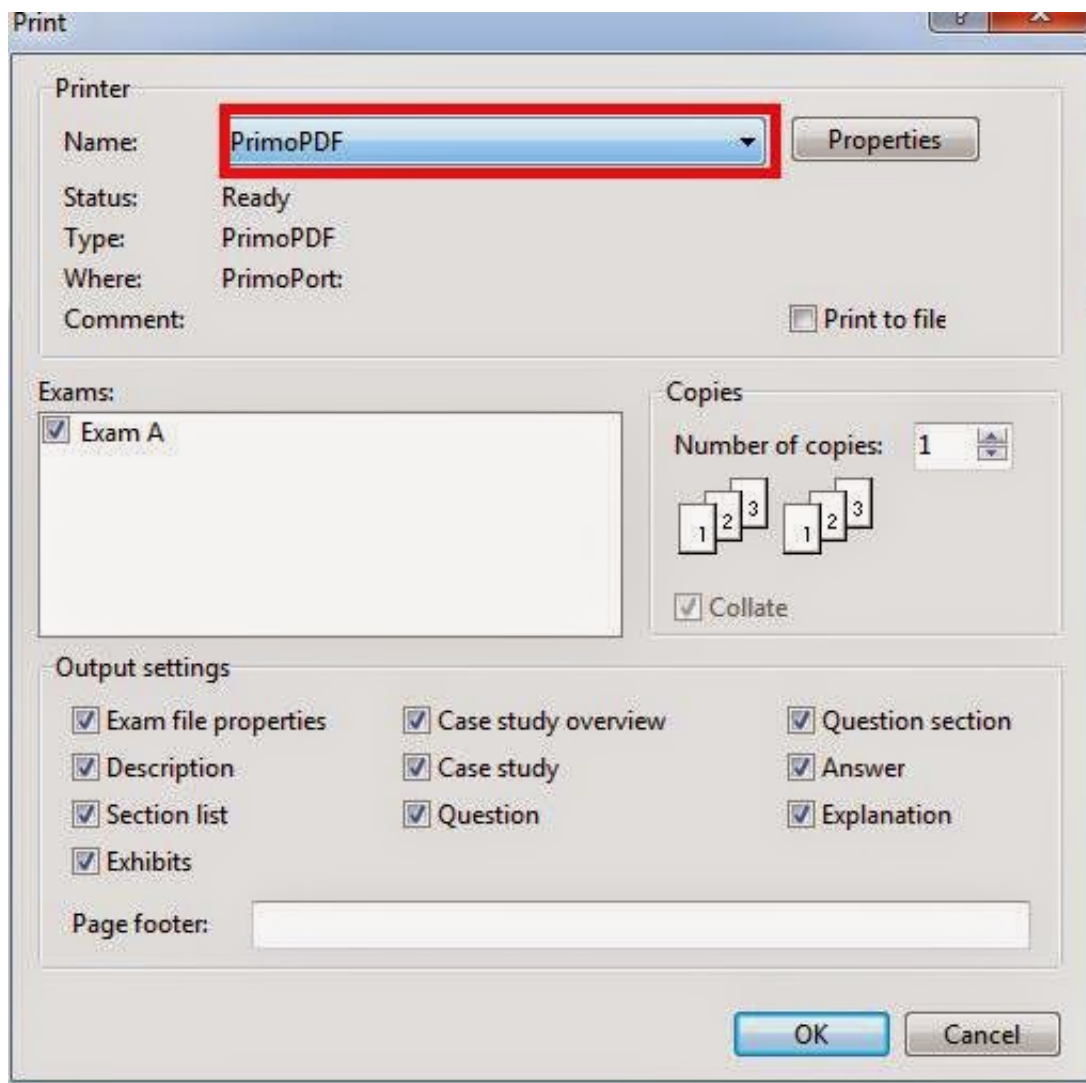 Print
Printer
Name: PrimoPDF Properties
Status: Ready
Type: PrimoPDF
Where: PrimoPort:
Comment: Print to file
Exams:
Exam A
Copies
Number of copies: 1
1 2 3 1 2 3
Collate
Output settings
Exam file properties Case study overview Question section
Description Case study Answer
Section list Question Explanation
Exhibits
Page footer:
OK Cancel